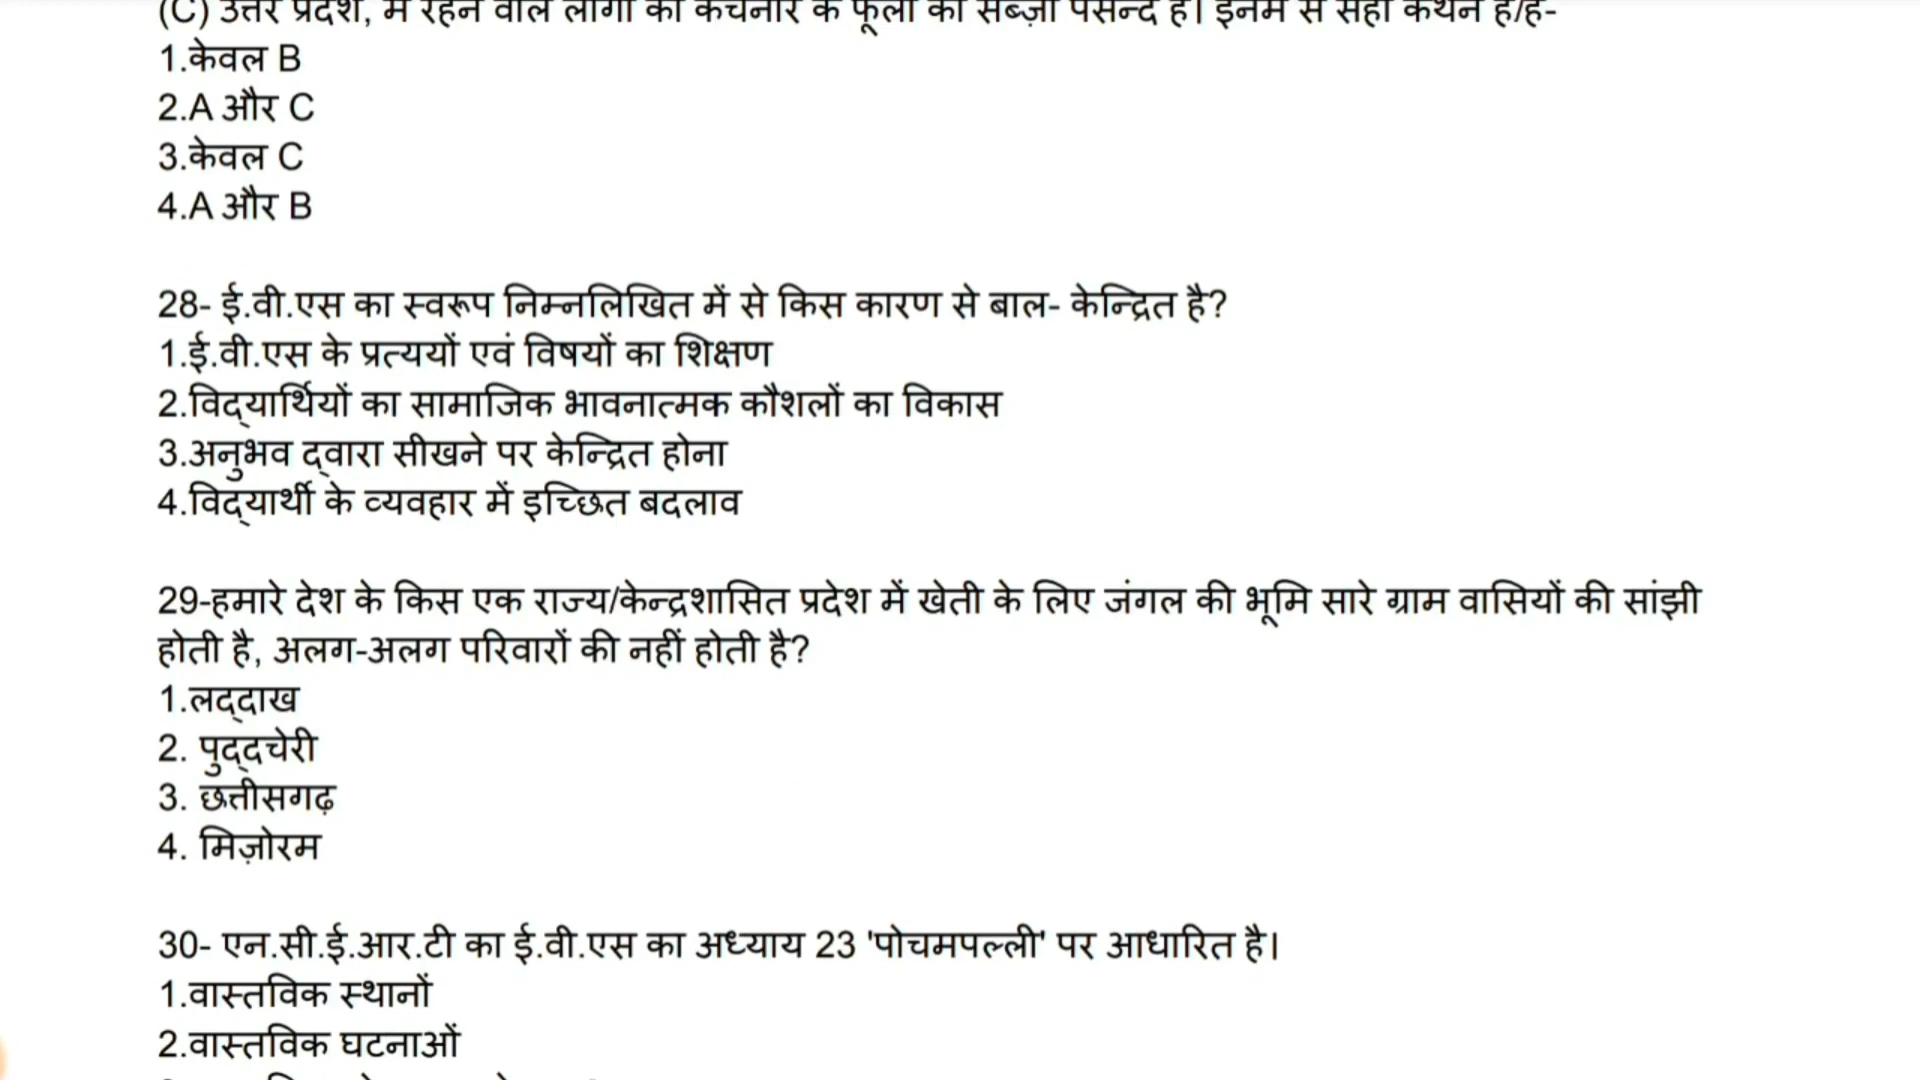 (C) उत्तर प्रदेश, में रहने वाले लोगों को कचनार के फूलों की सब्ज़ी पसन्द है। इनमें से सही कथन है/हैं-
1.केवल B
2.A और C
3.केवल C
4.A और B
28- ई.वी.एस का स्वरूप निम्नलिखित में से किस कारण से बाल- केन्द्रित है?
1.ई.वी.एस के प्रत्ययों एवं विषयों का शिक्षण
2.विद्यार्थियों का सामाजिक भावनात्मक कौशलों का विकास
3.अनुभव द्वारा सीखने पर केन्द्रित होना
4.विद्यार्थी के व्यवहार में इच्छित बदलाव
29-हमारे देश के किस एक राज्य/केन्द्रशासित प्रदेश में खेती के लिए जंगल की भूमि सारे ग्राम वासियों की सांझी
होती है, अलग-अलग परिवारों की नहीं होती है?
1.लद्दाख
2. पुद्दचेरी
3. छत्तीसगढ़
4. मिज़ोरम
30- एन.सी.ई.आर.टी का ई.वी.एस का अध्याय 23 'पोचमपल्ली' पर आधारित है।
1.वास्तविक स्थानों
2.वास्तविक घटनाओं